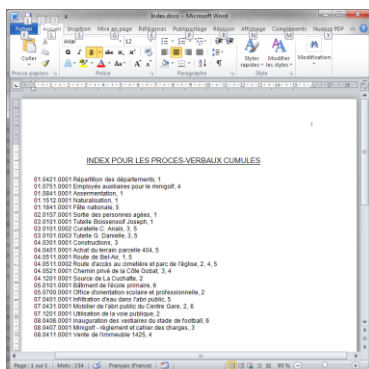 Index.docx - Microsoft Word
Fichier Accueil Insertion Mise en page Références Publipostage Révision Affichage Compléments Nuance PDF
Coller
Arial 12
Styles rapides
Modifier les styles
Modification
Presse-papiers Police Paragraphe Style
1
INDEX POUR LES PROCES-VERBAUX CUMULES
01.0421.0001 Répartition des départements, 1
01.0751.0001 Employés auxiliaires pour le minigolf, 4
01.0841.0001 Assermentation, 1
01.1512.0001 Naturalisation, 1
01.1841.0001 Fête nationale, 5
02.0157.0001 Sortie des personnes agées, 1
03.0101.0001 Tutelle Boissensoif Joseph, 1
03.0101.0002 Curatelle C. Anaïs, 3, 5
03.0101.0003 Tutelle G. Danielle, 3, 5
04.0301.0001 Constructions, 3
04.0401.0001 Achat du terrain parcelle 404, 5
04.0511.0001 Route de Bel-Air, 1, 5
04.0511.0002 Route d'accès au cimetière et parc de l'église, 2, 4, 5
04.0521.0001 Chemin privé de la Côte Gobat, 3, 4
04.1201.0001 Source de La Cuchatte, 2
05.0101.0001 Bâtiment de l'école primaire, 6
05.0700.0001 Office d'orientation scolaire et professionnelle, 2
07.0401.0001 Infiltration d'eau dans l'abri public, 5
07.0431.0001 Mobilier de l'abri public du Centre Gare, 2, 6
07.1201.0001 Utilisation de la voie publique, 2
08.0406.0001 Inauguration des vestiaires du stade de football, 6
08.0407.0001 Minigolf - règlement et cahier des charges, 3
08.0411.0001 Vente de l'immeuble 1425, 4
Page : 1 sur 1 Mots : 154 Français (France) 93 %